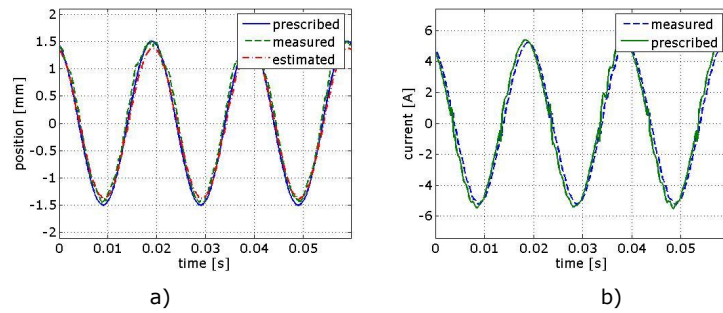 2
1.5
1
0.5
0
-0.5
-1
-1.5
-2
position [mm]
prescribed
measured
estimated
0 0.01 0.02 0.03 0.04 0.05
time [s]
a)
6
4
2
0
-2
-4
-6
current [A]
measured
prescribed
0 0.01 0.02 0.03 0.04 0.05
time [s]
b)